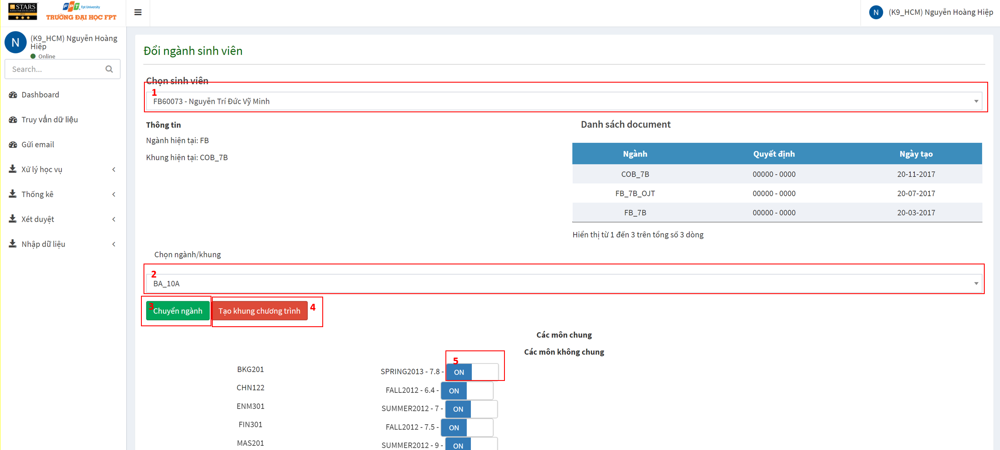 STARS
RATED FOR EXCELLENCE
2012
FPT. Fpt University
TRƯỜNG ĐẠI HỌC FPT
N (K9_HCM) Nguyễn Hoàng Hiệp
N
(K9_HCM) Nguyễn Hoàng
Hiệp
Online
Search...
Dashboard
Truy vấn dữ liệu
Gửi email
Xử lý học vụ
Thống kê
Xét duyệt
Nhập dữ liệu
Đổi ngành sinh viên
Chọn sinh viên
1
FB60073 - Nguyễn Trí Đức Vỹ Minh
Thông tin
Ngành hiện tại: FB
Khung hiện tại: COB_7B
Danh sách document
Ngành Quyết định Ngày tạo
COB_7B 00000 - 0000 20-11-2017
FB_7B_OJT 00000 - 0000 20-07-2017
FB_7B 00000 - 0000 20-03-2017
Hiển thị từ 1 đến 3 trên tổng số 3 dòng
Chọn ngành/khung
2
BA_10A
3 Chuyển ngành Tạo khung chương trình 4
Các môn chung
Các môn không chung
5
BKG201 SPRING2013 - 7.8 - ON
CHN122 FALL2012 - 6.4 - ON
ENM301 SUMMER2012 - 7 - ON
FIN301 FALL2012 - 7.5 - ON
MAS201 SUMMER2012 - 9 - ON